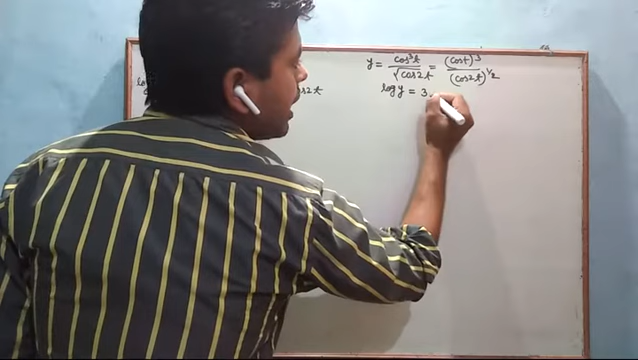 y = cos³t / √cos2t = (cost)³ / (cos2t)^1/2
log y = 3